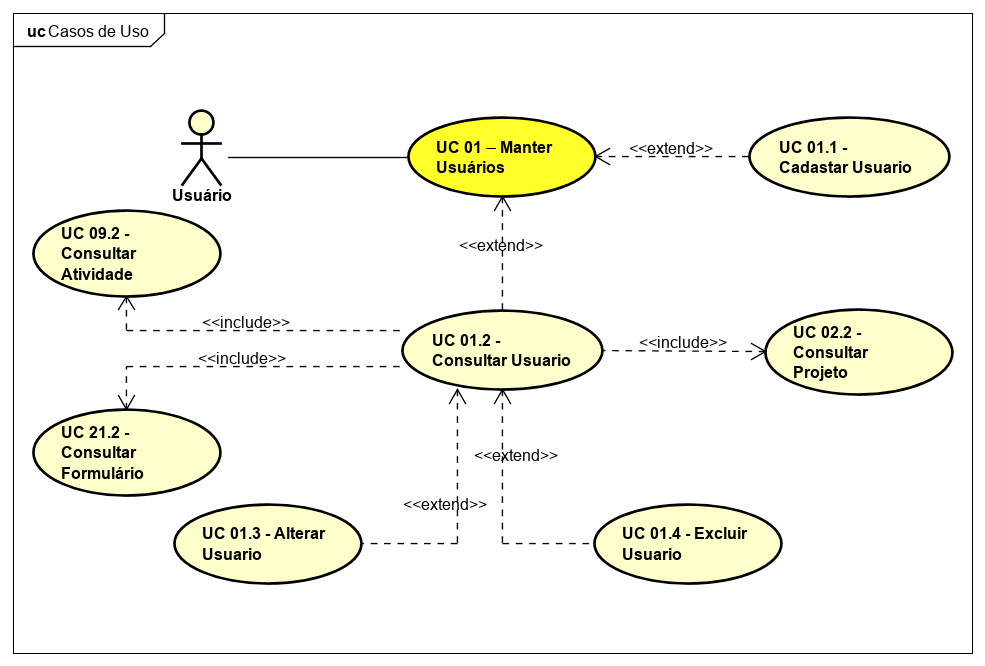 uc Casos de Uso
Usuário
UC 01 – Manter
Usuários
<<extend>>
UC 01.1 -
Cadastar Usuario
UC 09.2 -
Consultar
Atividade
<<extend>>
<<include>>
<<include>>
UC 01.2 -
Consultar Usuario
<<include>>
UC 02.2 -
Consultar
Projeto
UC 21.2 -
Consultar
Formulário
<<extend>>
<<extend>>
UC 01.3 - Alterar
Usuario
UC 01.4 - Excluir
Usuario